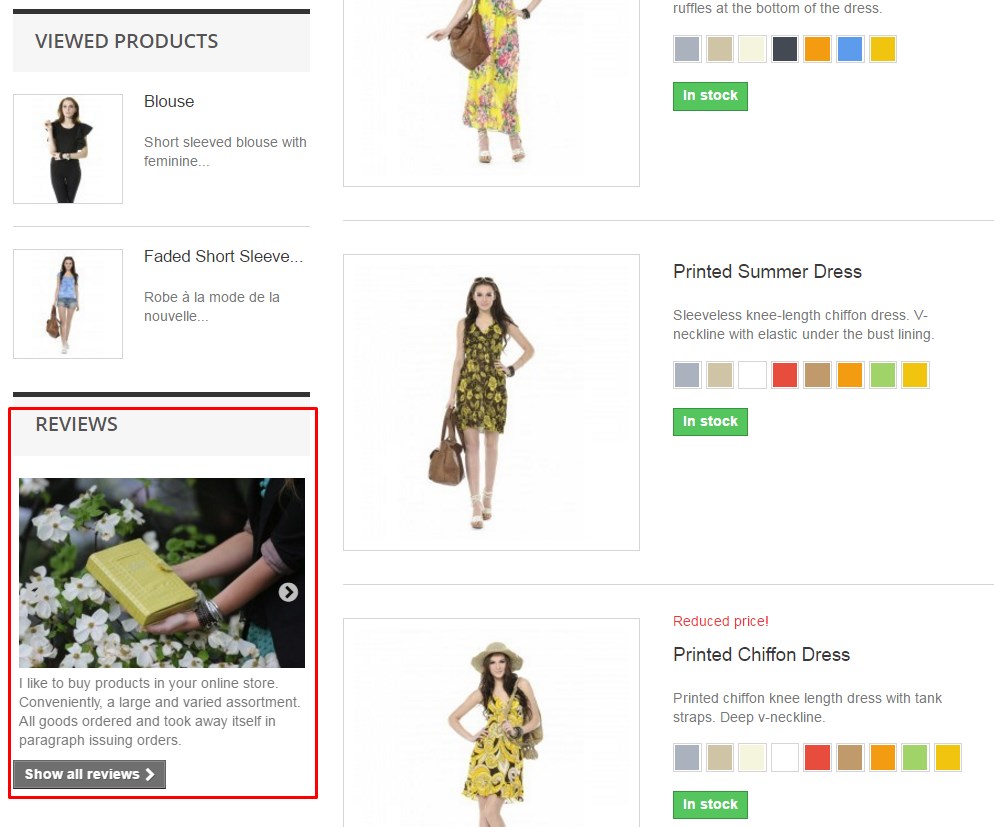 VIEWED PRODUCTS
Blouse
Short sleeved blouse with
feminine...
Faded Short Sleeve...
Robe à la mode de la
nouvelle...
REVIEWS
I like to buy products in your online store.
Conveniently, a large and varied assortment.
All goods ordered and took away itself in
paragraph issuing orders.
Show all reviews
ruffles at the bottom of the dress.
In stock
Printed Summer Dress
Sleeveless knee-length chiffon dress. V-
neckline with elastic under the bust lining.
In stock
Reduced price!
Printed Chiffon Dress
Printed chiffon knee length dress with tank
straps. Deep v-neckline.
In stock